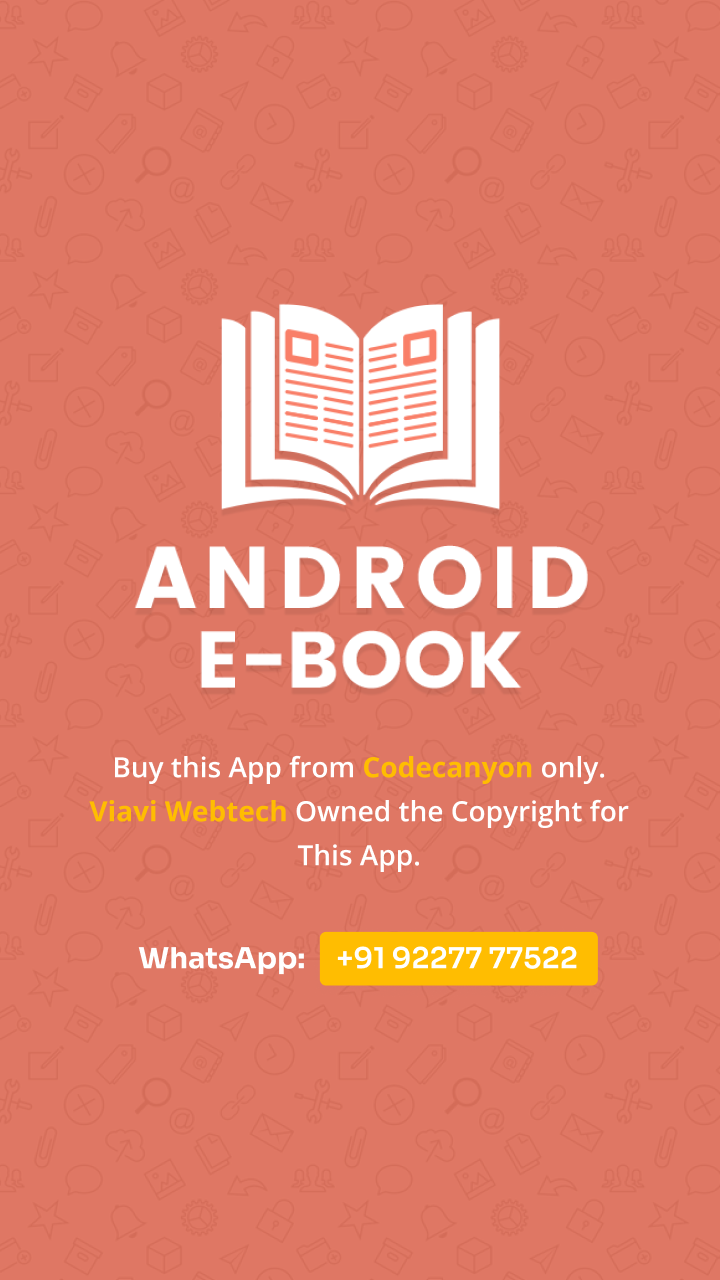 ANDROID
E-BOOK
Buy this App from Codecanyon only.
Viavi Webtech Owned the Copyright for
This App.
WhatsApp: +91 92277 77522